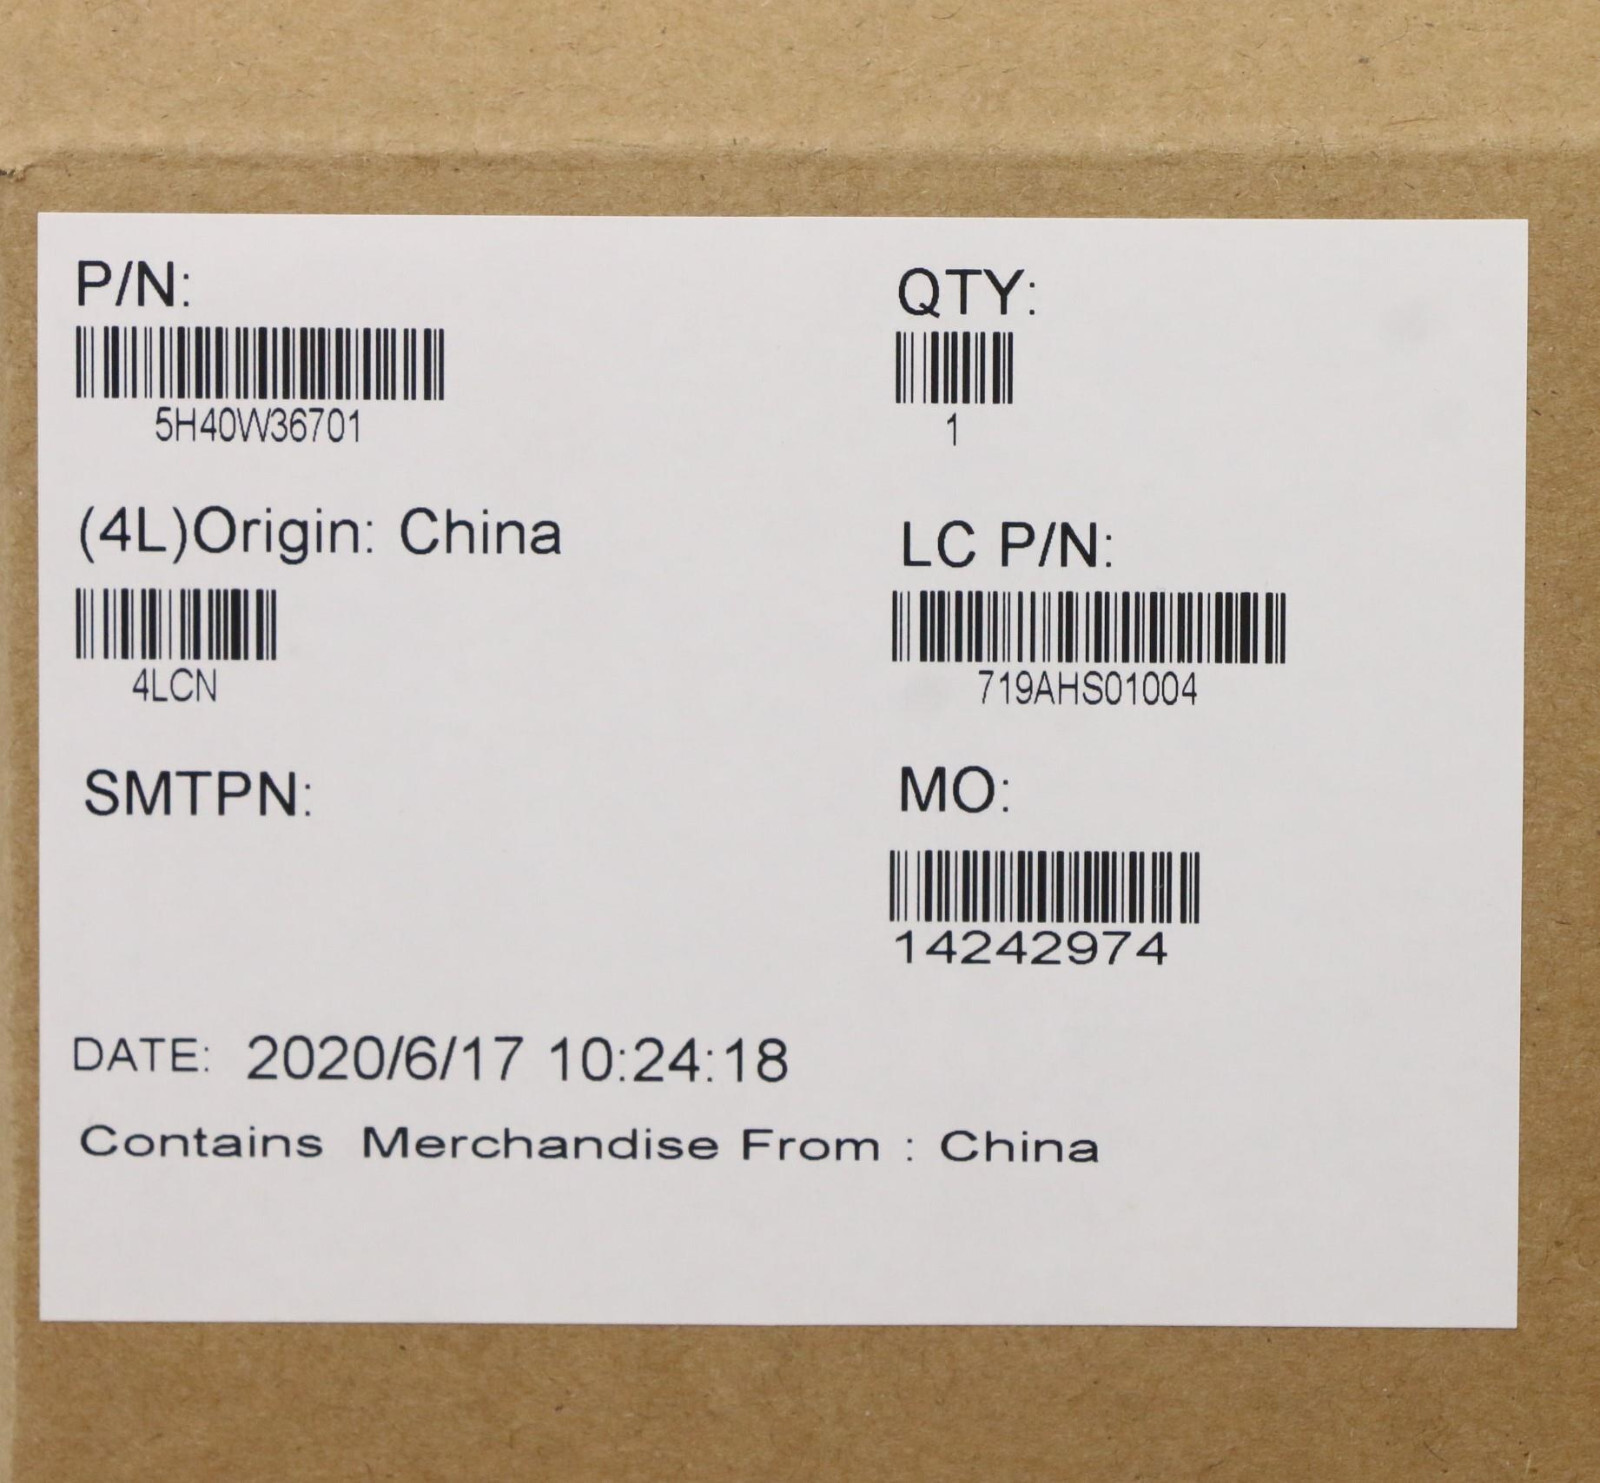 P/N:
QTY:
5H40W36701
1
(4L)Origin: China
LC P/N:
4LCN
719AHS01004
SMTPN:
MO:
14242974
DATE: 2020/6/17 10:24:18
Contains Merchandise From : China